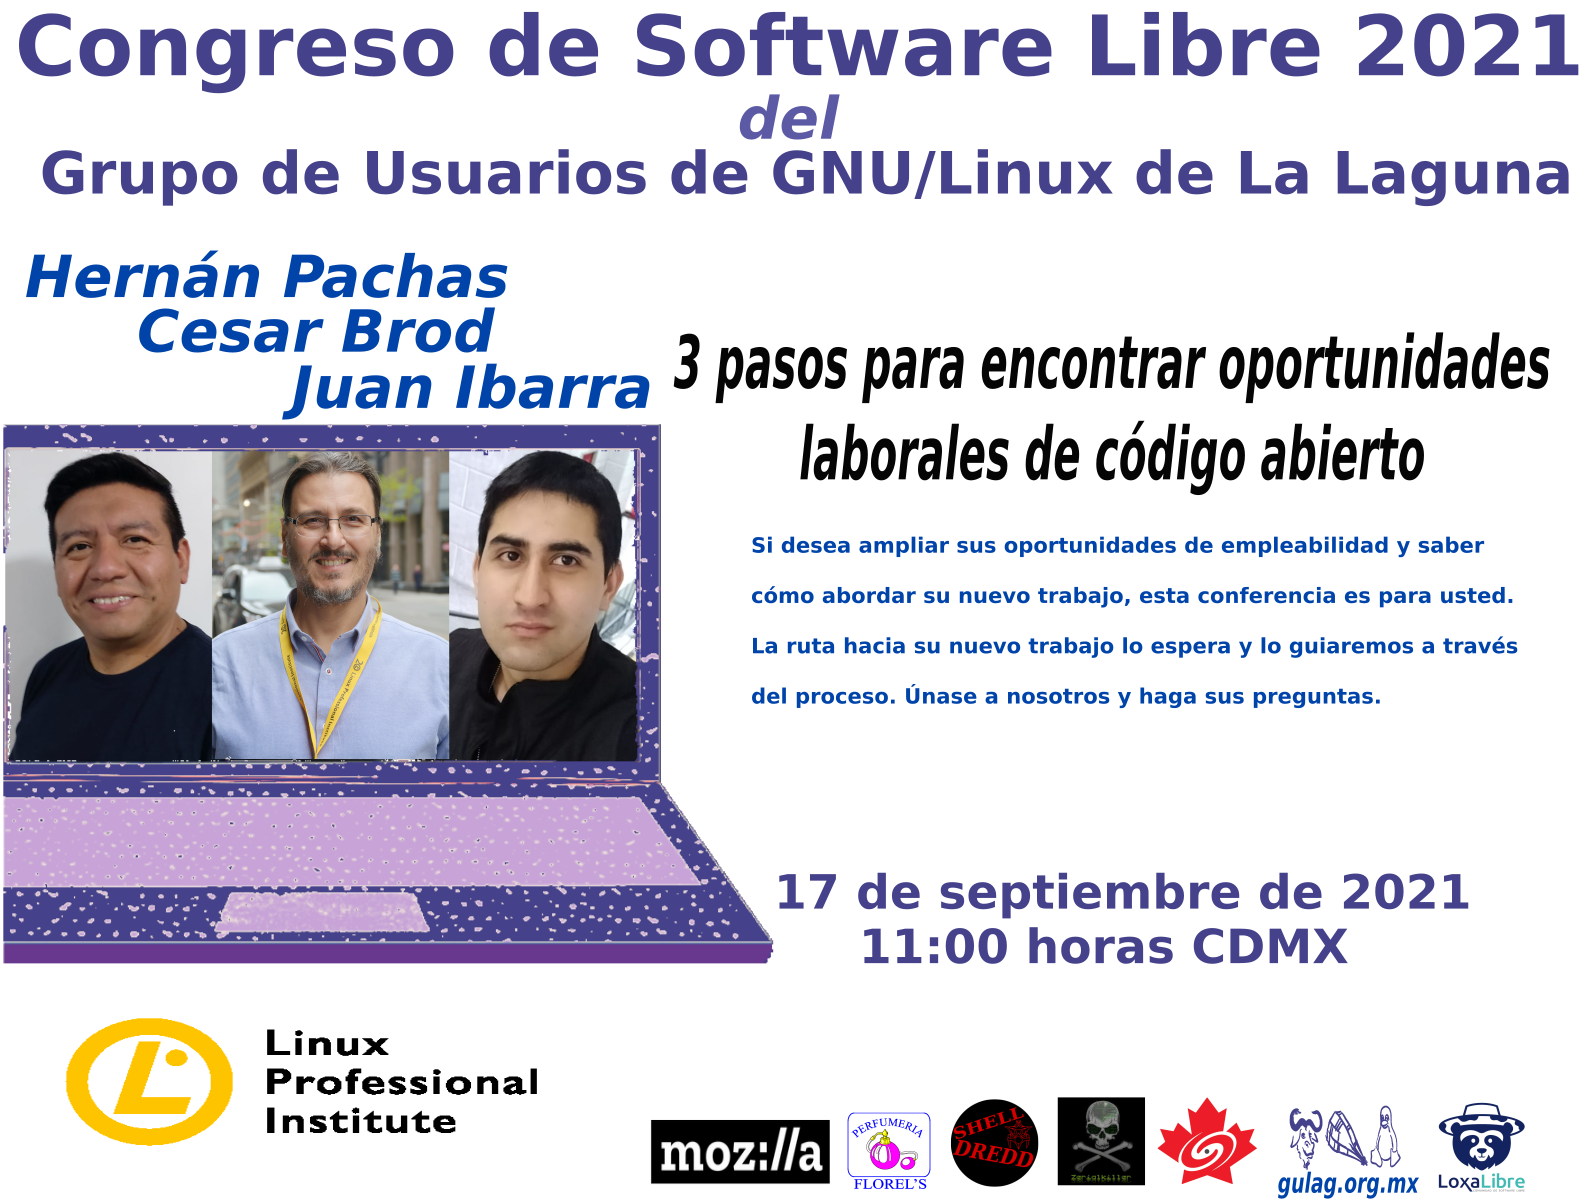 Congreso de Software Libre 2021
del
Grupo de Usuarios de GNU/Linux de La Laguna
Hernán Pachas
Cesar Brod
Juan Ibarra
3 pasos para encontrar oportunidades
laborales de código abierto
Si desea ampliar sus oportunidades de empleabilidad y saber
cómo abordar su nuevo trabajo, esta conferencia es para usted.
La ruta hacia su nuevo trabajo lo espera y lo guiaremos a través
del proceso. Únase a nosotros y haga sus preguntas.
17 de septiembre de 2021
11:00 horas CDMX
Linux
Professional
Institute
moz://a
PERFUMERIA
FLOREL'S
SHELL
DREDD
Zer1alKiller
gulag.org.mx
LoxaLibre